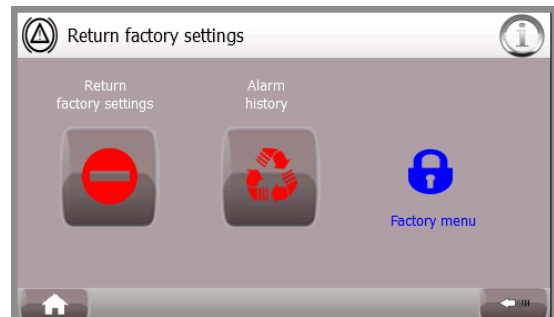 Return factory settings
Return
factory settings
Alarm
history
Factory menu